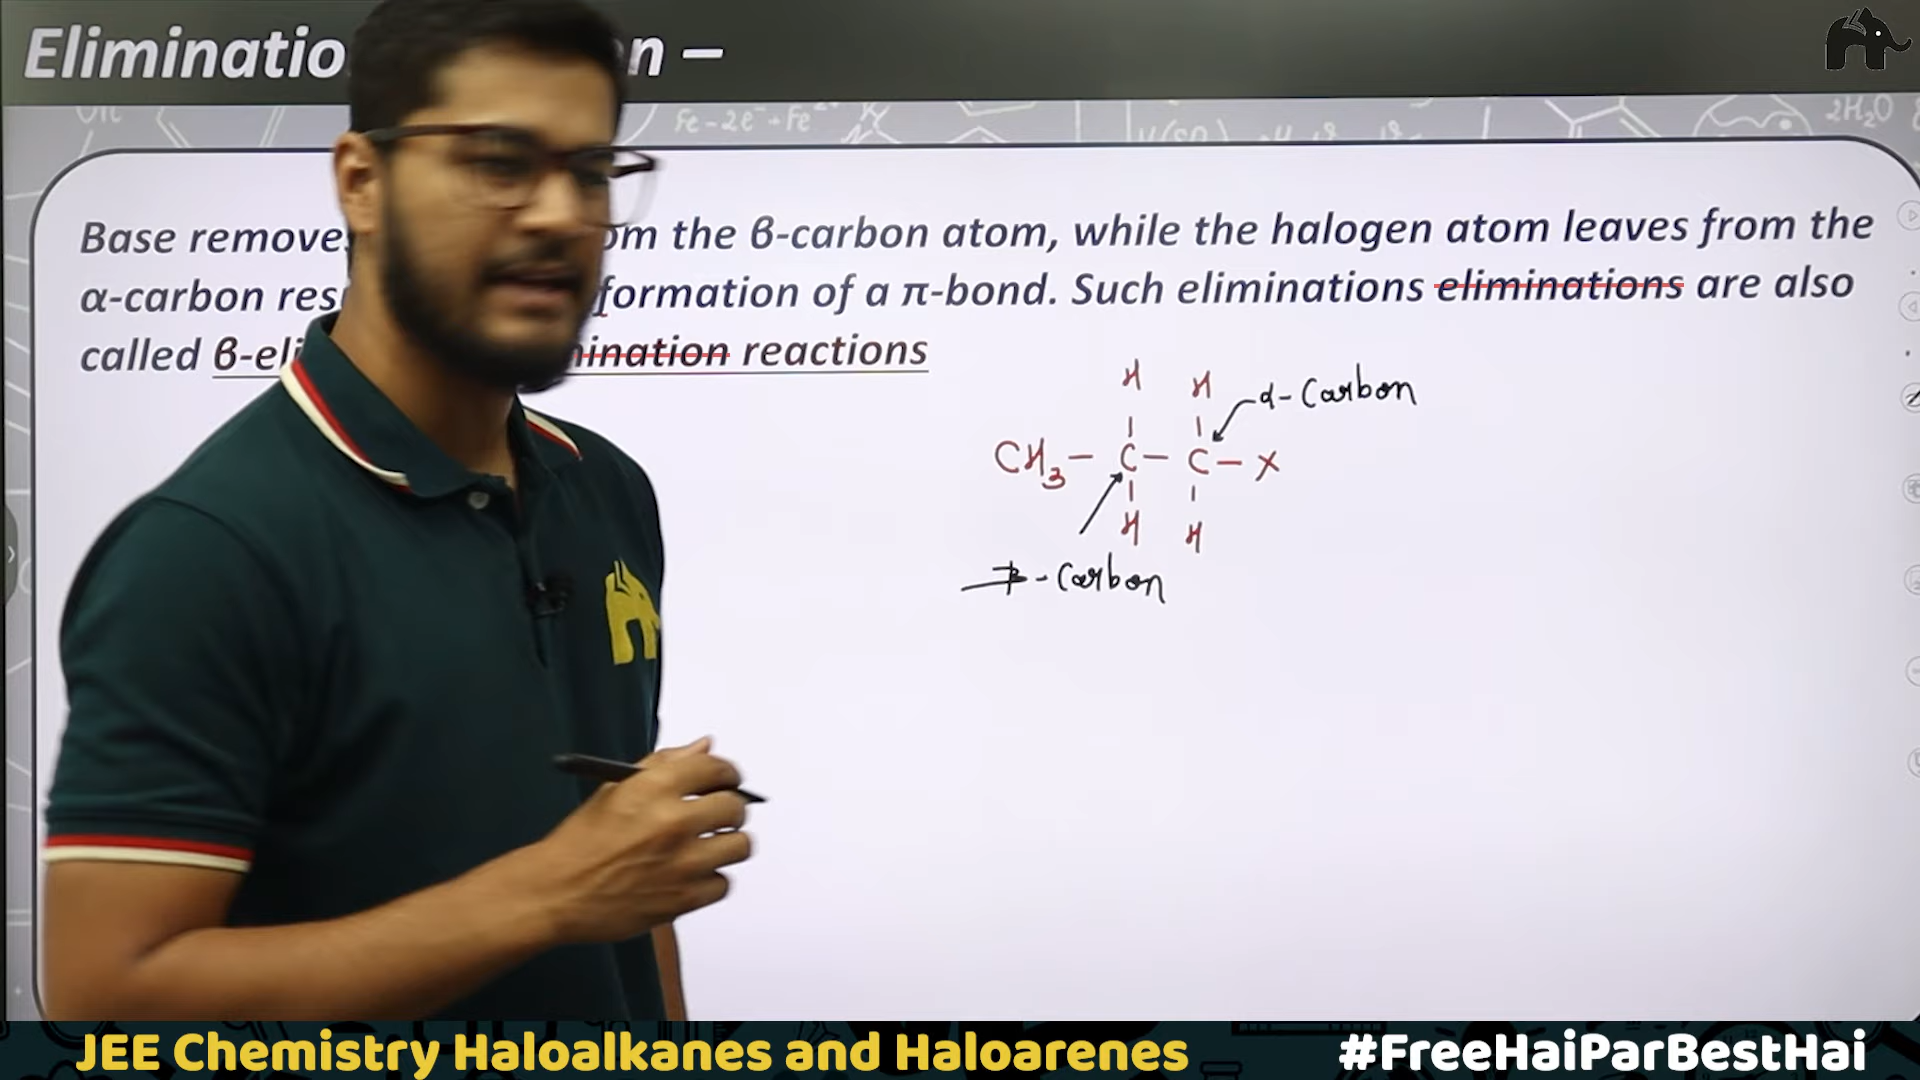 Eliminatio n –
Base remove om the β-carbon atom, while the halogen atom leaves from the
α-carbon res formation of a π-bond. Such eliminations eliminations are also
called β-eli ination reactions
H H α-Carbon
CH3-C-C-X
H H
β-Carbon
JEE Chemistry Haloalkanes and Haloarenes #FreeHaiParBestHai